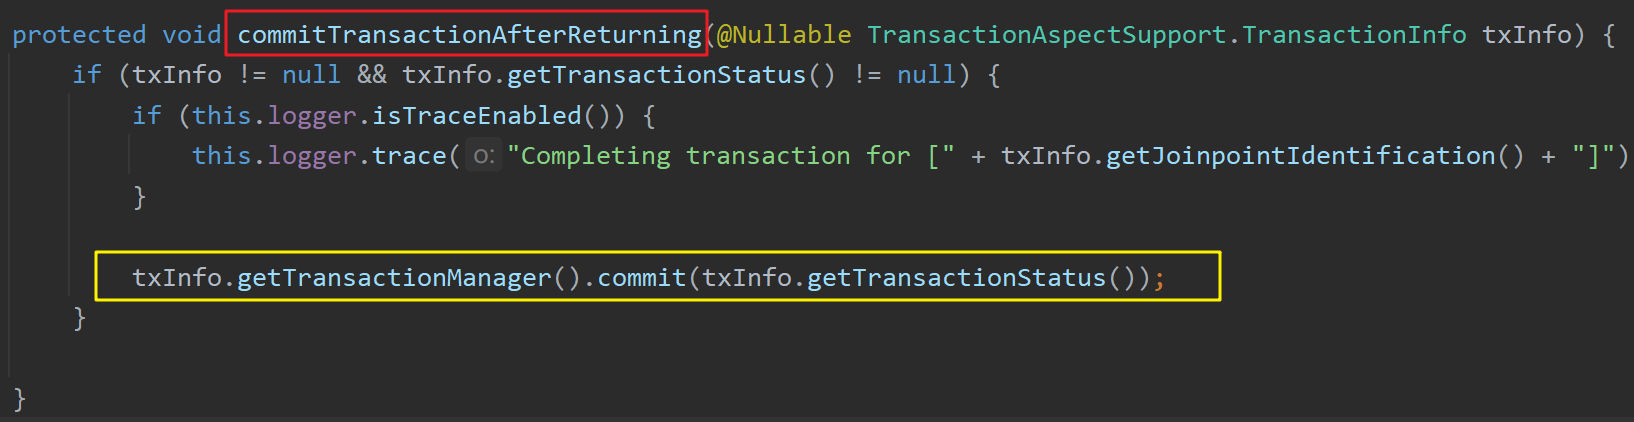 protected void commitTransactionAfterReturning(@Nullable TransactionAspectSupport.TransactionInfo txInfo) {
if (txInfo != null && txInfo.getTransactionStatus() != null) {
if (this.logger.isTraceEnabled()) {
this.logger.trace( o: "Completing transaction for [" + txInfo.getJoinpointIdentification() + "]")
}
txInfo.getTransactionManager().commit(txInfo.getTransactionStatus());
}
}